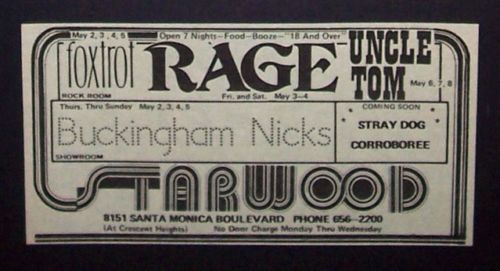 May 2, 3, 4, 5
Open 7 Nights-Food-Booze-"18 And Over"
foxtrot
RAGE
UNCLE
TOM
May 6, 7, 8
ROCK ROOM
Fri. and Sat. May 3-4
Thurs. Thru Sunday May 2, 3, 4, 5
COMING SOON
Buckingham Nicks
* STRAY DOG *
CORROBOREE
SHOWROOM
STARWOOD
8151 SANTA MONICA BOULEVARD PHONE 656-2200
(At Crescent Heights) No Door Charge Monday Thru Wednesday